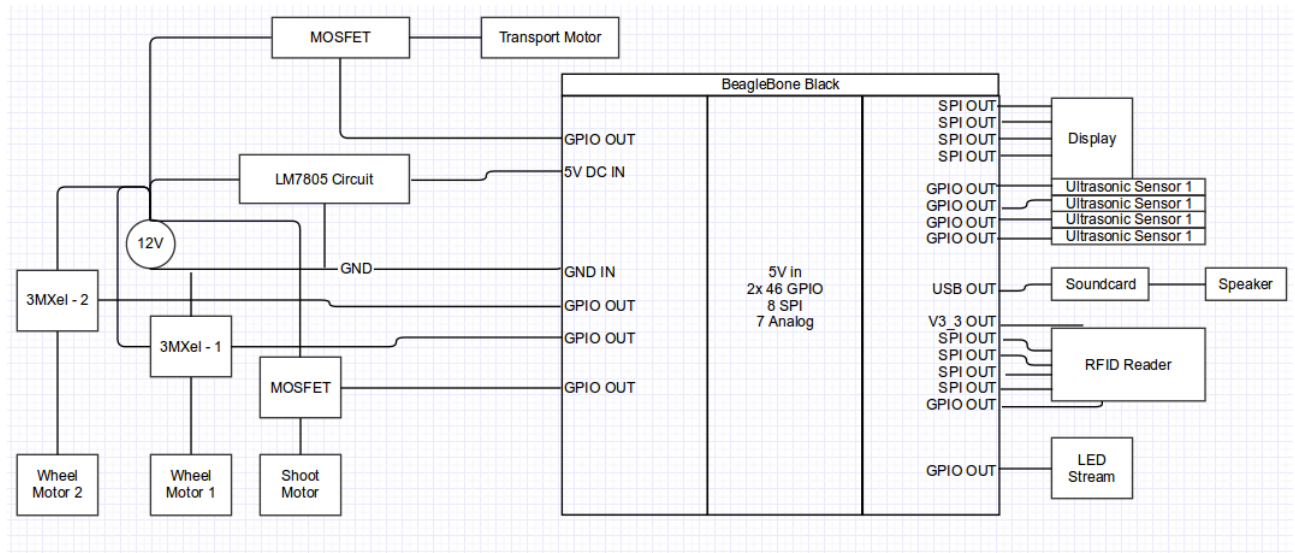 MOSFET
Transport Motor
BeagleBone Black
GPIO OUT
5V DC IN
LM7805 Circuit
12V
GND
GND IN
3MXel - 2
GPIO OUT
3MXel - 1
GPIO OUT
MOSFET
GPIO OUT
Wheel
Motor 2
Wheel
Motor 1
Shoot
Motor
5V in
2x 46 GPIO
8 SPI
7 Analog
SPI OUT
SPI OUT
SPI OUT
SPI OUT
Display
GPIO OUT
Ultrasonic Sensor 1
GPIO OUT
Ultrasonic Sensor 1
GPIO OUT
Ultrasonic Sensor 1
GPIO OUT
Ultrasonic Sensor 1
USB OUT
Soundcard
Speaker
V3_3 OUT
SPI OUT
SPI OUT
SPI OUT
SPI OUT
GPIO OUT
RFID Reader
GPIO OUT
LED
Stream